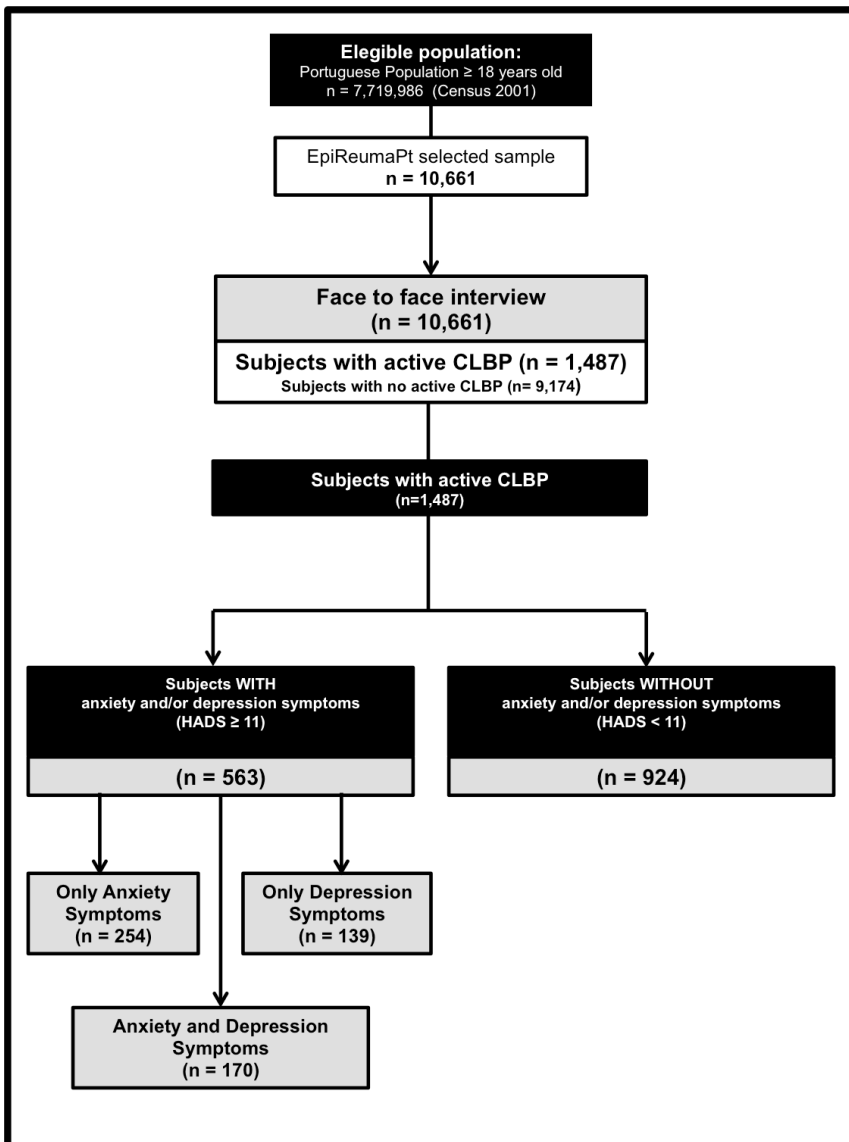 Elegible population:
Portuguese Population ≥ 18 years old
n = 7,719,986 (Census 2001)
EpiReumaPt selected sample
n = 10,661
Face to face interview
(n = 10,661)
Subjects with active CLBP (n = 1,487)
Subjects with no active CLBP (n= 9,174)
Subjects with active CLBP
(n=1,487)
Subjects WITH
anxiety and/or depression symptoms
(HADS ≥ 11)
(n = 563)
Subjects WITHOUT
anxiety and/or depression symptoms
(HADS < 11)
(n = 924)
Only Anxiety
Symptoms
(n = 254)
Only Depression
Symptoms
(n = 139)
Anxiety and Depression
Symptoms
(n = 170)